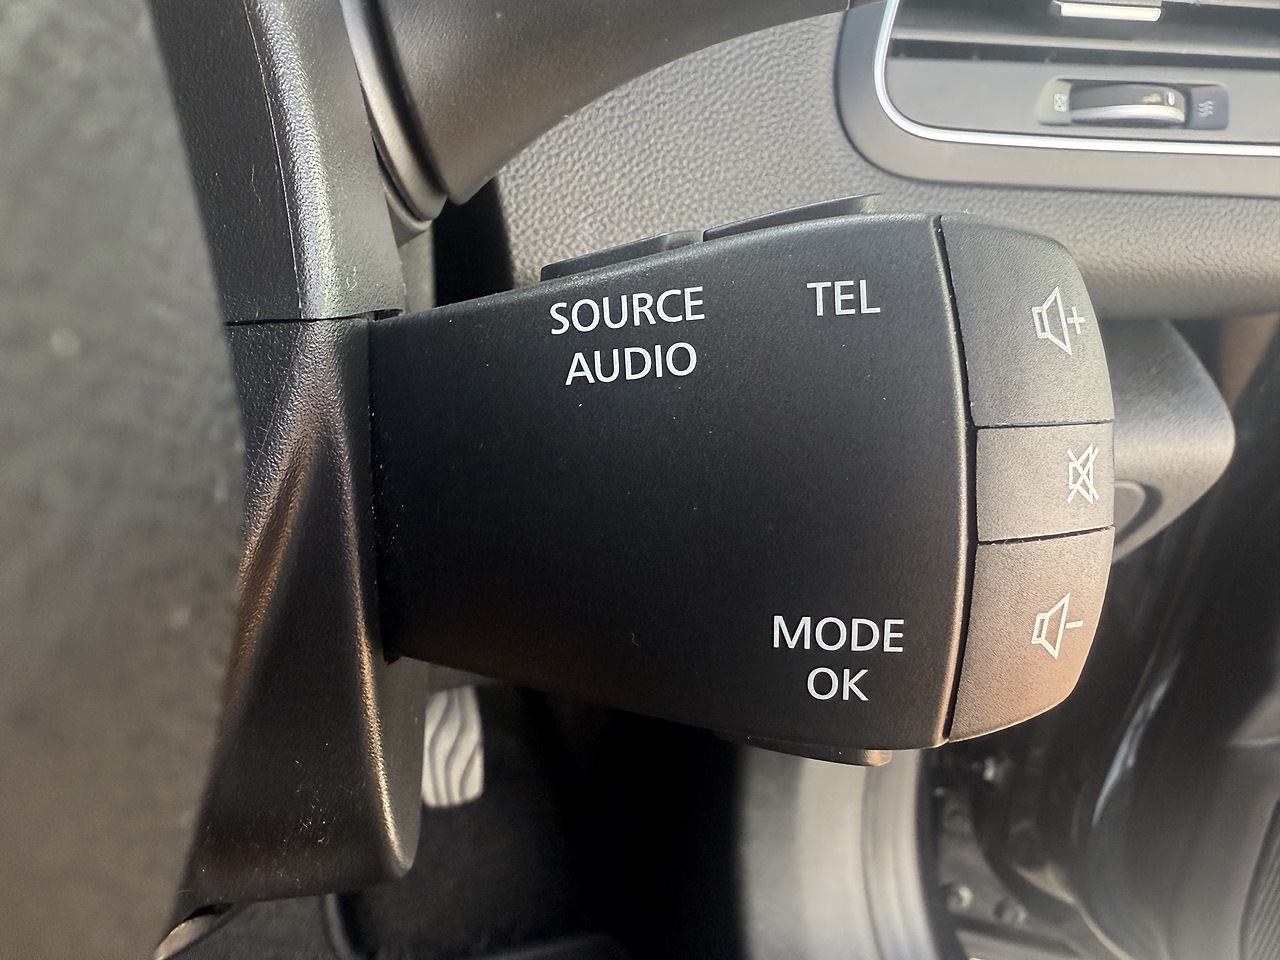 SOURCE
AUDIO
TEL
+
-
MODE
OK